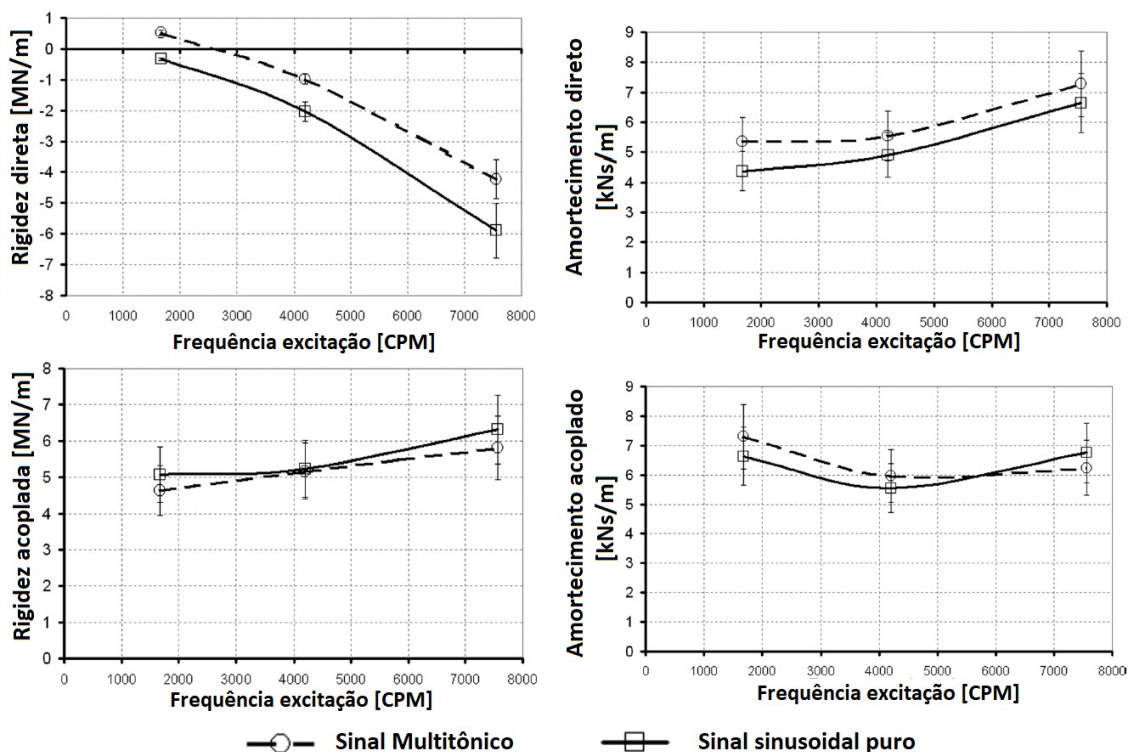 Rigidez direta [MN/m]
1
0
-1
-2
-3
-4
-5
-6
-7
-8
0 1000 2000 3000 4000 5000 6000 7000 8000
Frequência excitação [CPM]
Amortecimento direto
[kNs/m]
9
8
7
6
5
4
3
2
1
0
0 1000 2000 3000 4000 5000 6000 7000 8000
Frequência excitação [CPM]
Rigidez acoplada [MN/m]
8
7
6
5
4
3
2
1
0
0 1000 2000 3000 4000 5000 6000 7000 8000
Frequência excitação [CPM]
Amortecimento acoplado
[kNs/m]
9
8
7
6
5
4
3
2
1
0
0 1000 2000 3000 4000 5000 6000 7000 8000
Frequência excitação [CPM]
Sinal Multitônico
Sinal sinusoidal puro